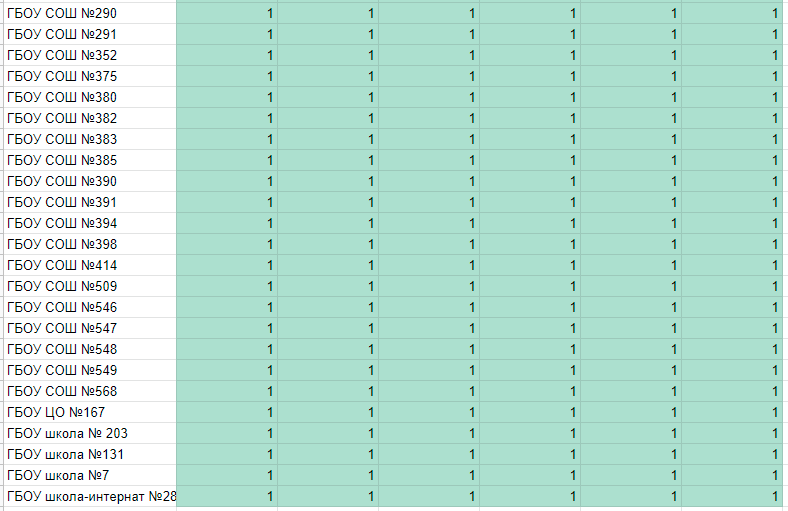 ГБОУ СОШ №290 1 1 1 1 1 1
ГБОУ СОШ №291 1 1 1 1 1 1
ГБОУ СОШ №352 1 1 1 1 1 1
ГБОУ СОШ №375 1 1 1 1 1 1
ГБОУ СОШ №380 1 1 1 1 1 1
ГБОУ СОШ №382 1 1 1 1 1 1
ГБОУ СОШ №383 1 1 1 1 1 1
ГБОУ СОШ №385 1 1 1 1 1 1
ГБОУ СОШ №390 1 1 1 1 1 1
ГБОУ СОШ №391 1 1 1 1 1 1
ГБОУ СОШ №394 1 1 1 1 1 1
ГБОУ СОШ №398 1 1 1 1 1 1
ГБОУ СОШ №414 1 1 1 1 1 1
ГБОУ СОШ №509 1 1 1 1 1 1
ГБОУ СОШ №546 1 1 1 1 1 1
ГБОУ СОШ №547 1 1 1 1 1 1
ГБОУ СОШ №548 1 1 1 1 1 1
ГБОУ СОШ №549 1 1 1 1 1 1
ГБОУ СОШ №568 1 1 1 1 1 1
ГБОУ ЦО №167 1 1 1 1 1 1
ГБОУ школа № 203 1 1 1 1 1 1
ГБОУ школа №131 1 1 1 1 1 1
ГБОУ школа №7 1 1 1 1 1 1
ГБОУ школа-интернат №28 1 1 1 1 1 1